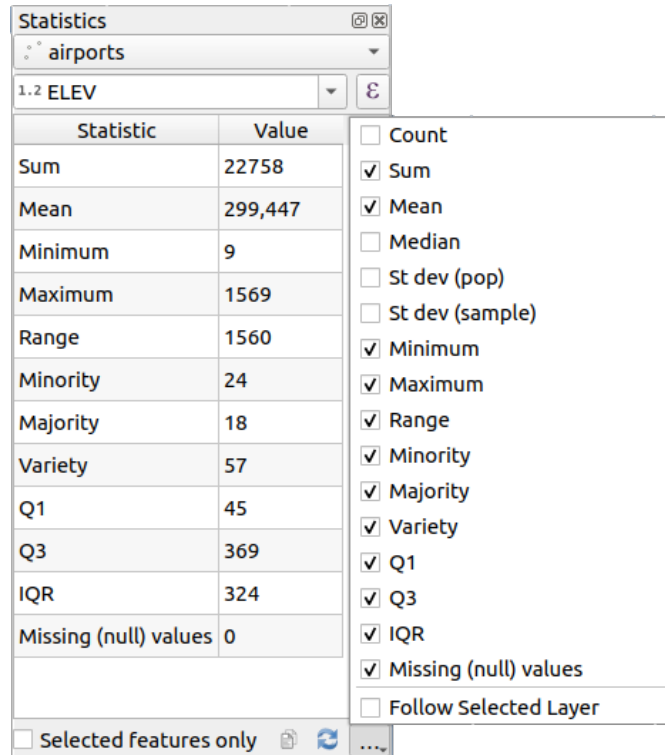 Statistics
airports
1.2 ELEV
ε
Statistic Value
Sum 22758
Mean 299,447
Minimum 9
Maximum 1569
Range 1560
Minority 24
Majority 18
Variety 57
Q1 45
Q3 369
IQR 324
Missing (null) values 0
Selected features only
...
Count
Sum
Mean
Median
St dev (pop)
St dev (sample)
Minimum
Maximum
Range
Minority
Majority
Variety
Q1
Q3
IQR
Missing (null) values
Follow Selected Layer